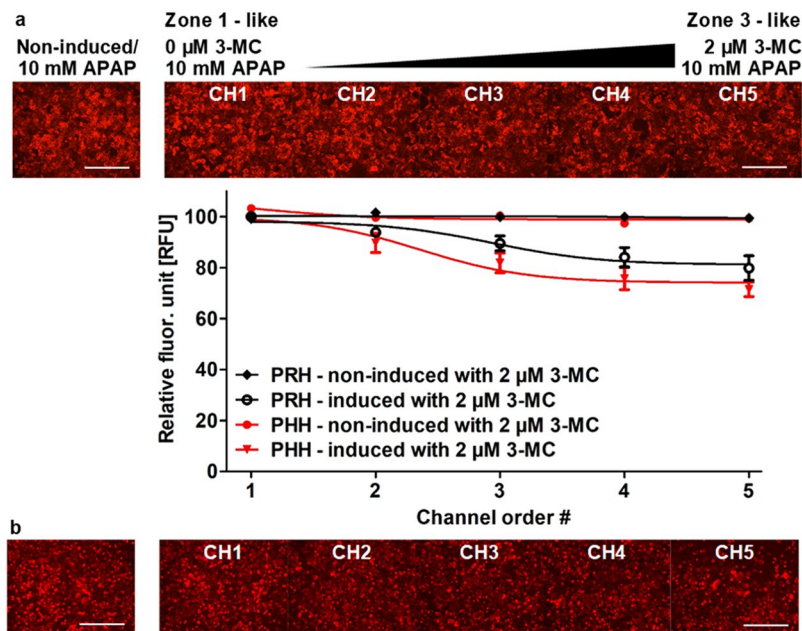 a
Zone 1 - like
Zone 3 - like
Non-induced/
10 mM APAP
0 µM 3-MC
10 mM APAP
2 µM 3-MC
10 mM APAP
CH1 CH2 CH3 CH4 CH5
Relative fluor. unit [RFU]
100
80
60
40
20
0
PRH - non-induced with 2 µM 3-MC
PRH - induced with 2 µM 3-MC
PHH - non-induced with 2 µM 3-MC
PHH - induced with 2 µM 3-MC
1 2 3 4 5
Channel order #
b
CH1 CH2 CH3 CH4 CH5